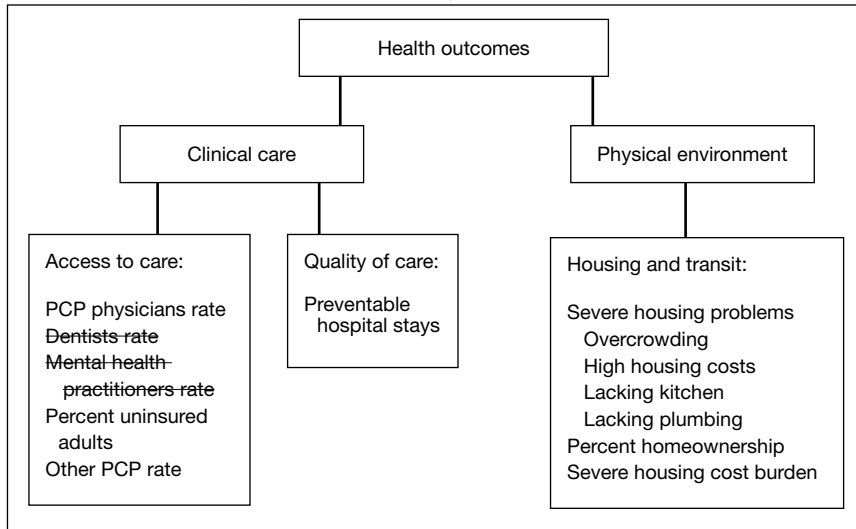 Health outcomes
Clinical care
Physical environment
Access to care:
PCP physicians rate
Dentists rate
Mental health
practitioners rate
Percent uninsured
adults
Other PCP rate
Quality of care:
Preventable
hospital stays
Housing and transit:
Severe housing problems
Overcrowding
High housing costs
Lacking kitchen
Lacking plumbing
Percent homeownership
Severe housing cost burden